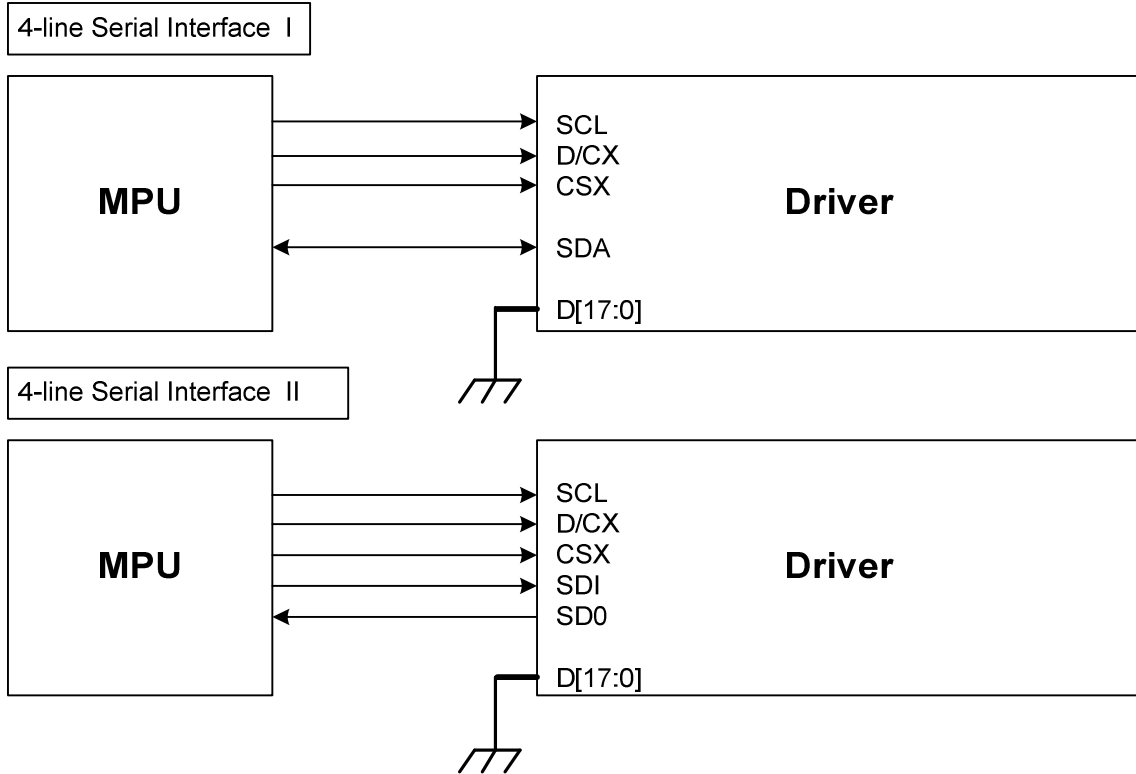 4-line Serial Interface I
MPU
SCL
D/CX
CSX
SDA
D[17:0]
Driver
4-line Serial Interface II
MPU
SCL
D/CX
CSX
SDI
SD0
D[17:0]
Driver